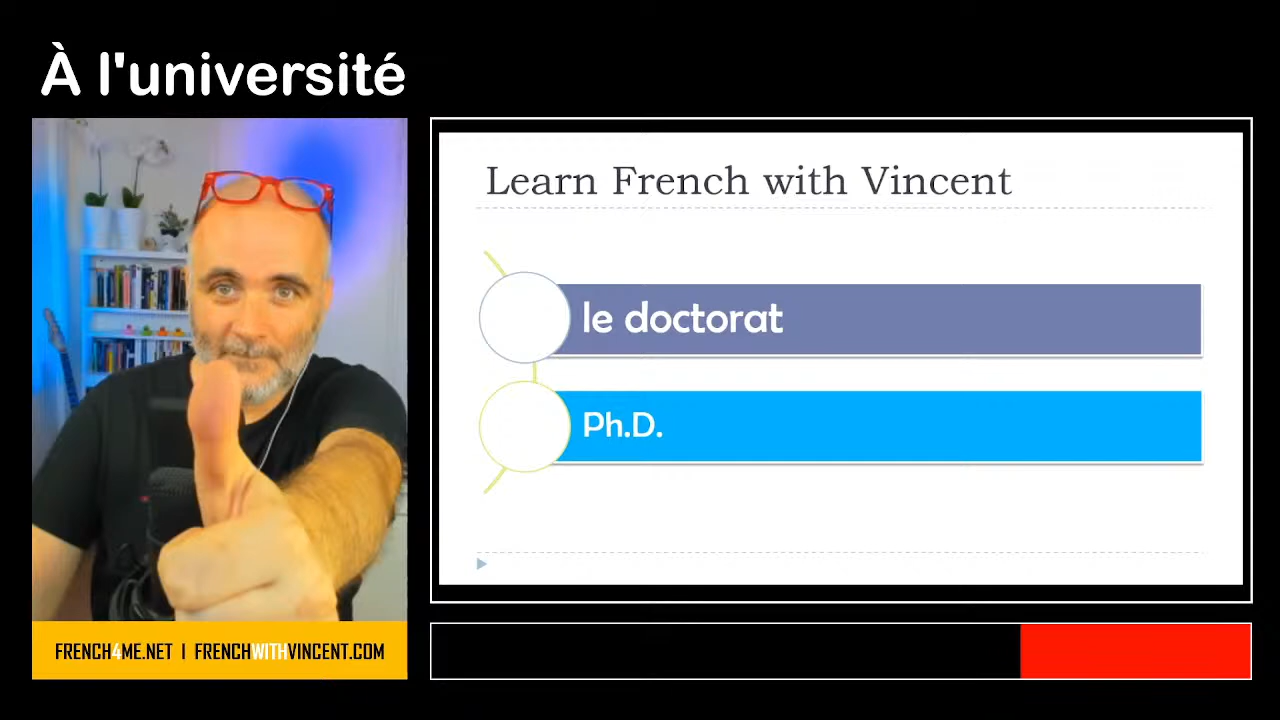 À l'université
Learn French with Vincent
le doctorat
Ph.D.
FRENCH4ME.NET | FRENCHWITHVINCENT.COM